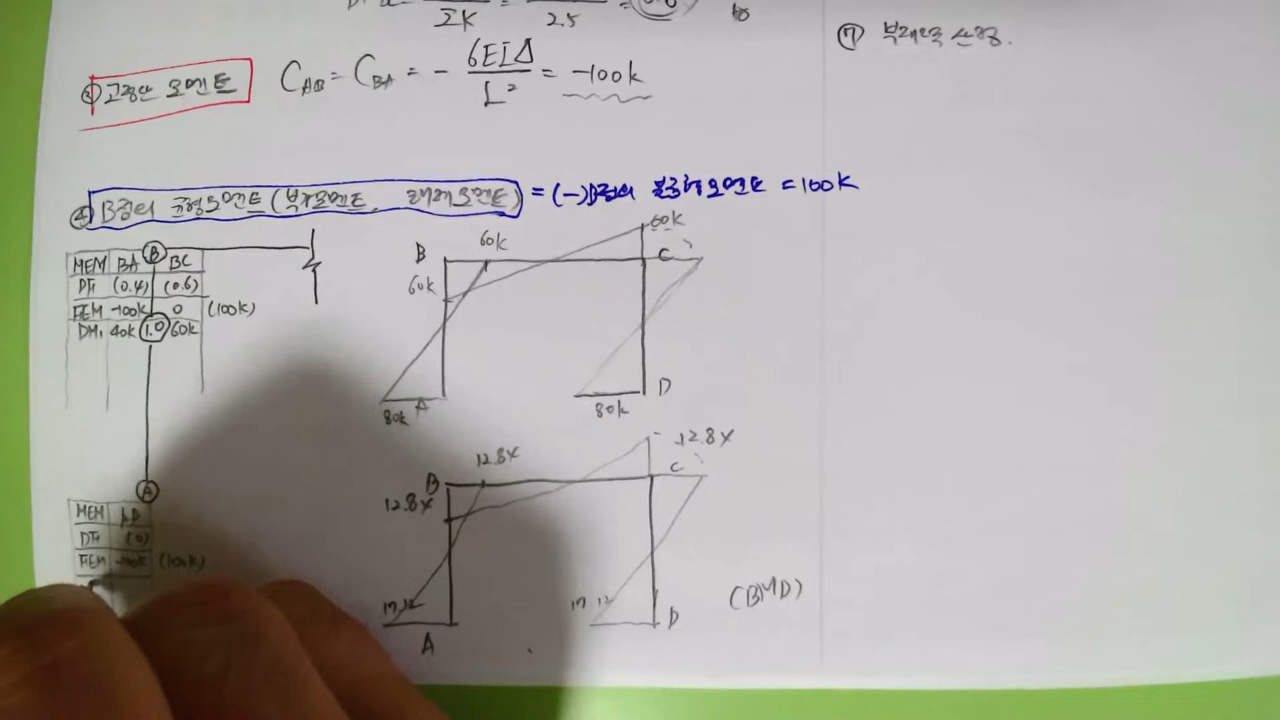 ΣK 2.5
⑦ 부재력 산정.
③ 고정단 모멘트 C_AB = C_BA = - 6EIΔ / L² = -100k
④ B점의 균형모멘트 (분배모멘트, 모멘트) = (-) B점의 불균형모멘트 = 100k
MEM BA Ⓑ BC
DF (0.4) (0.6)
FEM -100k 0 (100k)
DM₁ 40k (1.0) 60k
Ⓐ
MEM
DF (0)
FEM -100k (100k)
60k
B 60k C
60k
80k A 80k D
12.8x
12.8x
B C
12.8x
17.12 17.12
(BMD)
A D